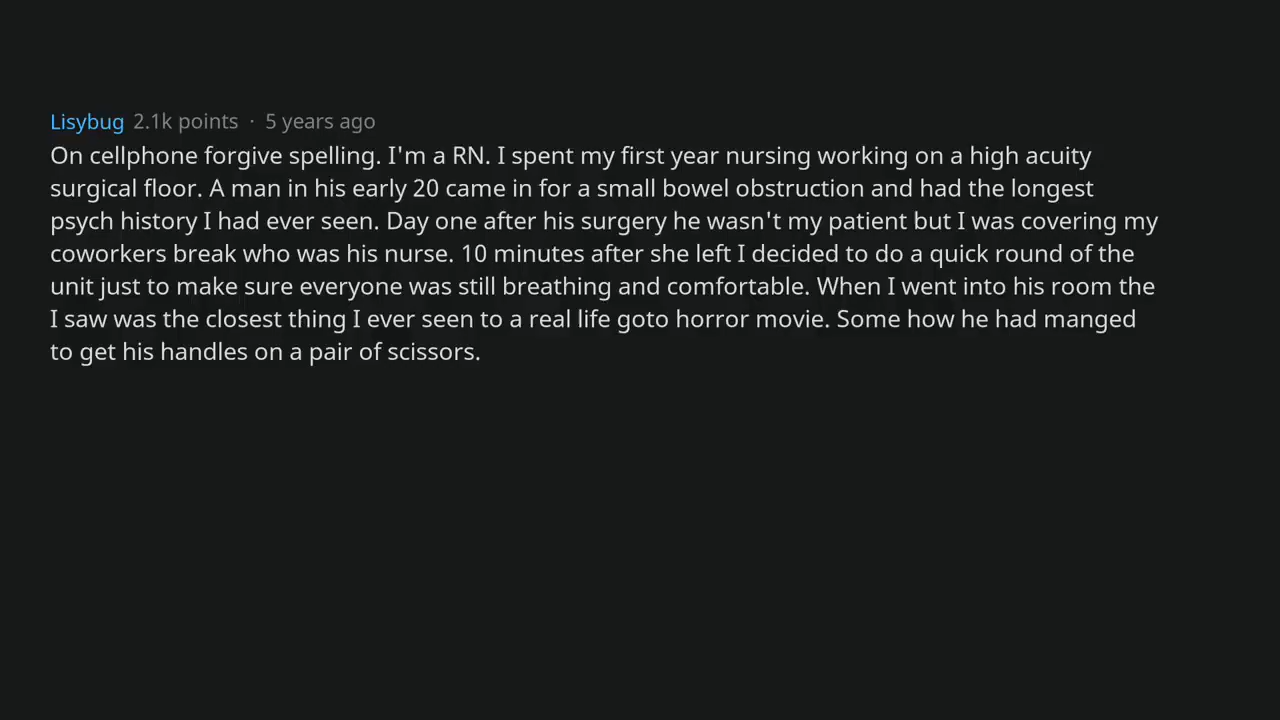 Lisybug 2.1k points · 5 years ago
On cellphone forgive spelling. I'm a RN. I spent my first year nursing working on a high acuity
surgical floor. A man in his early 20 came in for a small bowel obstruction and had the longest
psych history I had ever seen. Day one after his surgery he wasn't my patient but I was covering my
coworkers break who was his nurse. 10 minutes after she left I decided to do a quick round of the
unit just to make sure everyone was still breathing and comfortable. When I went into his room the
I saw was the closest thing I ever seen to a real life goto horror movie. Some how he had manged
to get his handles on a pair of scissors.